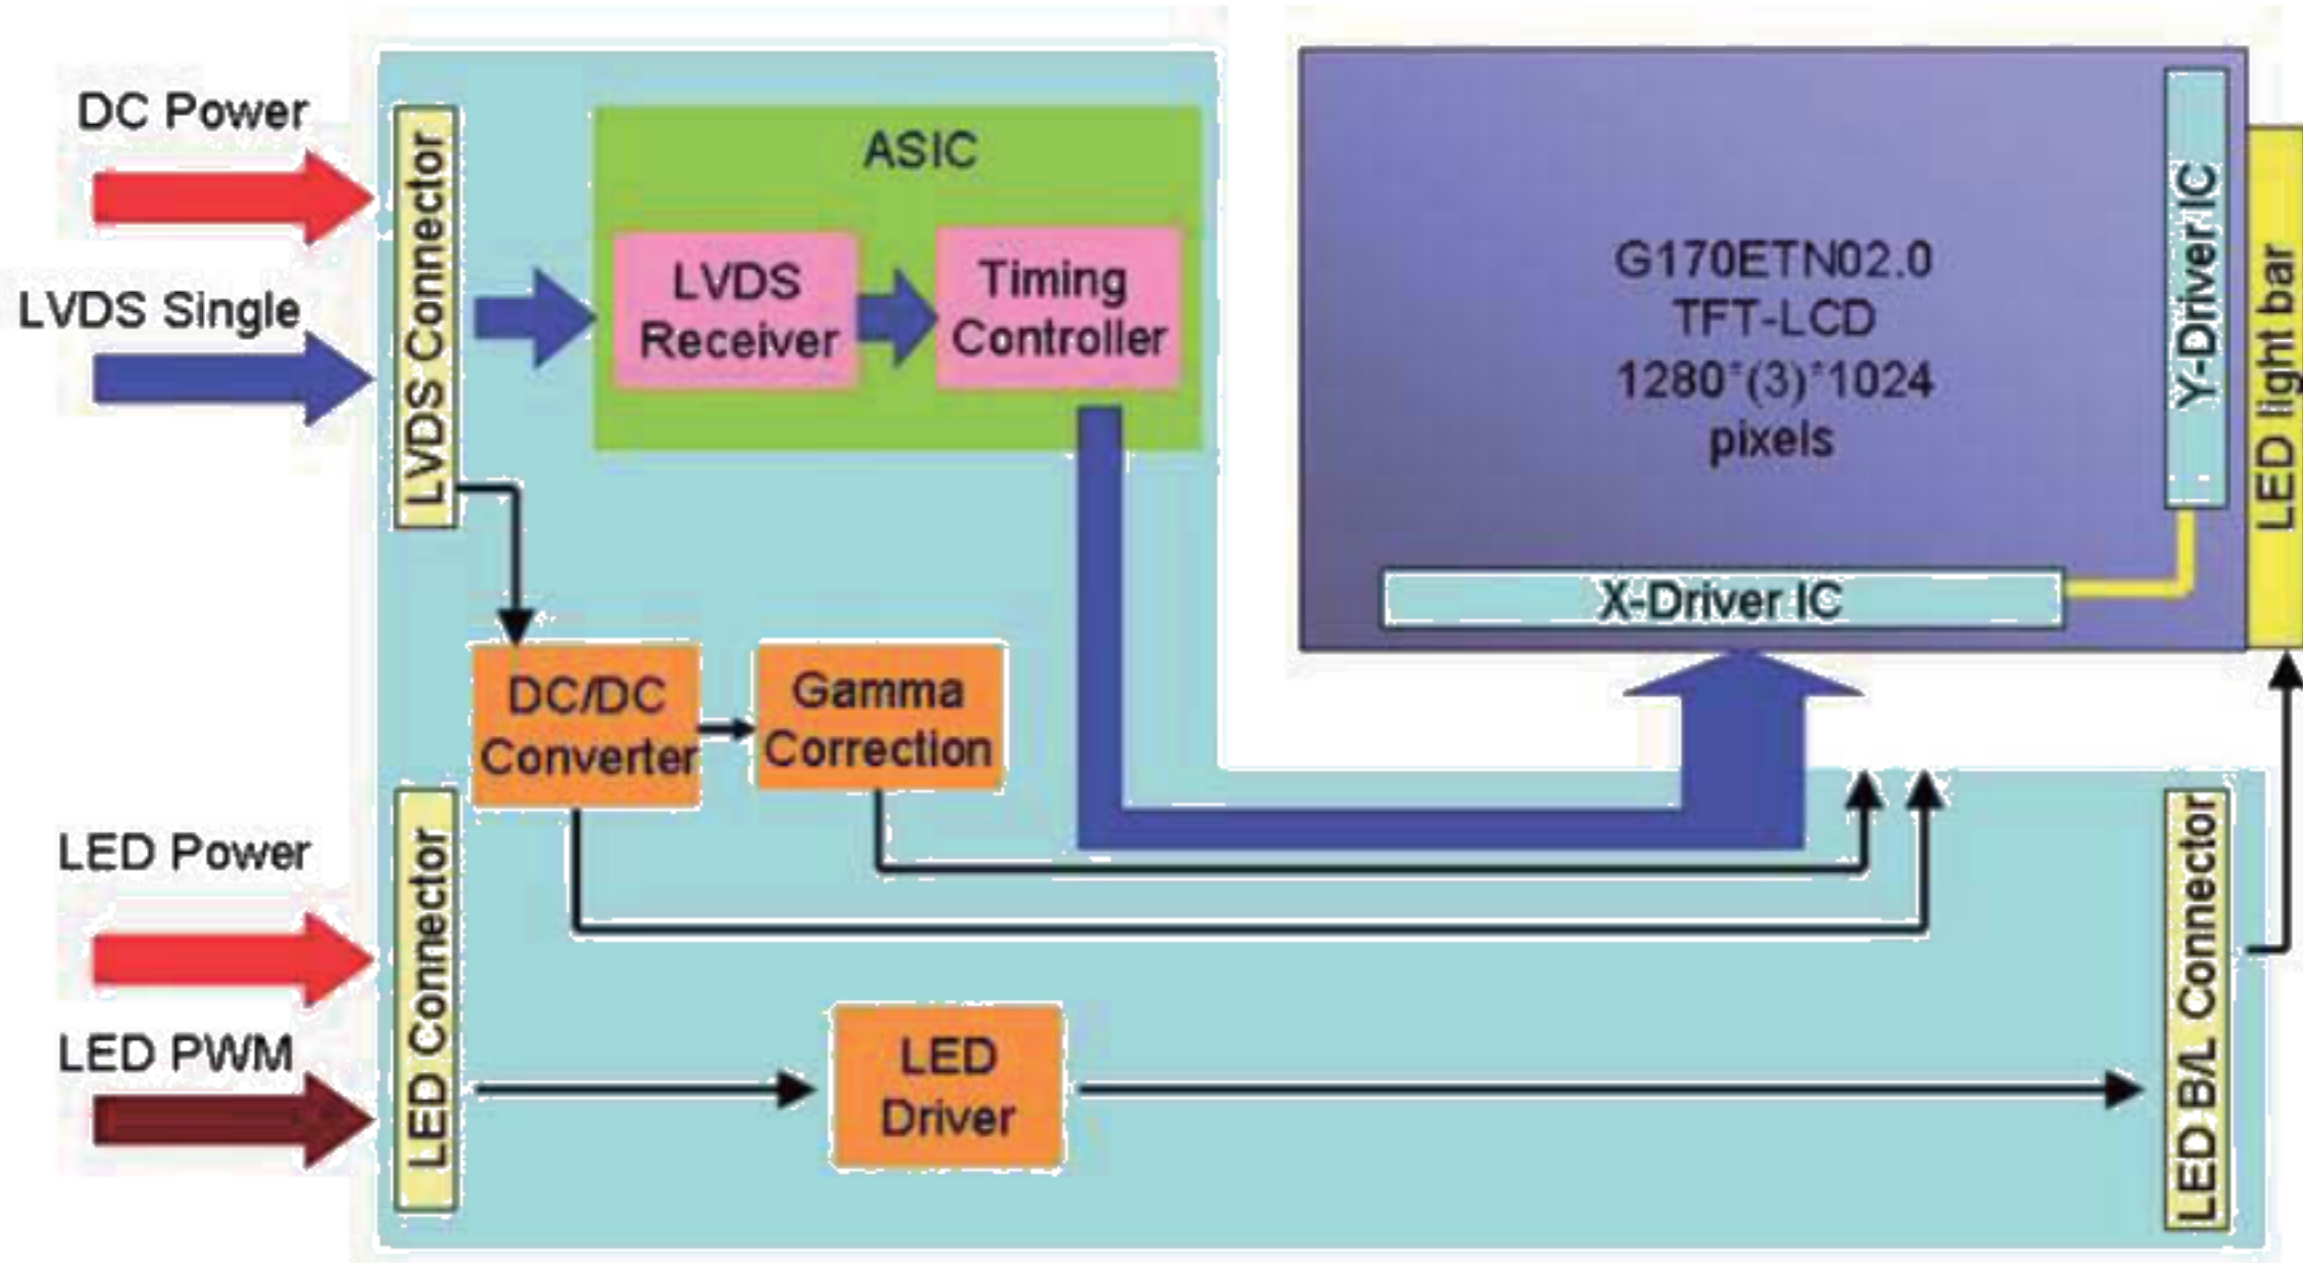 DC Power
LVDS Single
LVDS Connector
ASIC
LVDS
Receiver
Timing
Controller
G170ETN02.0
TFT-LCD
1280*(3)*1024
pixels
Y-Driver IC
LED light bar
X-Driver IC
DC/DC
Converter
Gamma
Correction
LED Power
LED PWM
LED Connector
LED
Driver
LED B/L Connector